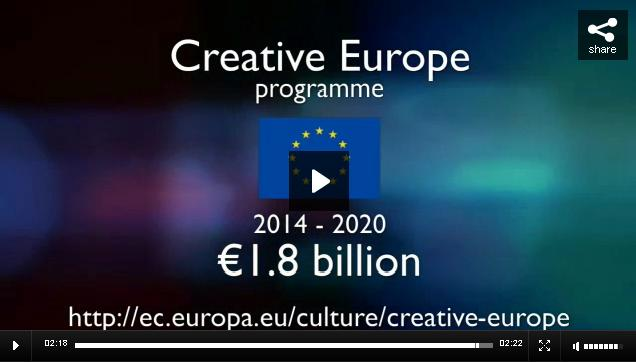 share
Creative Europe
programme
2014 - 2020
€1.8 billion
http://ec.europa.eu/culture/creative-europe
02:18
02:22